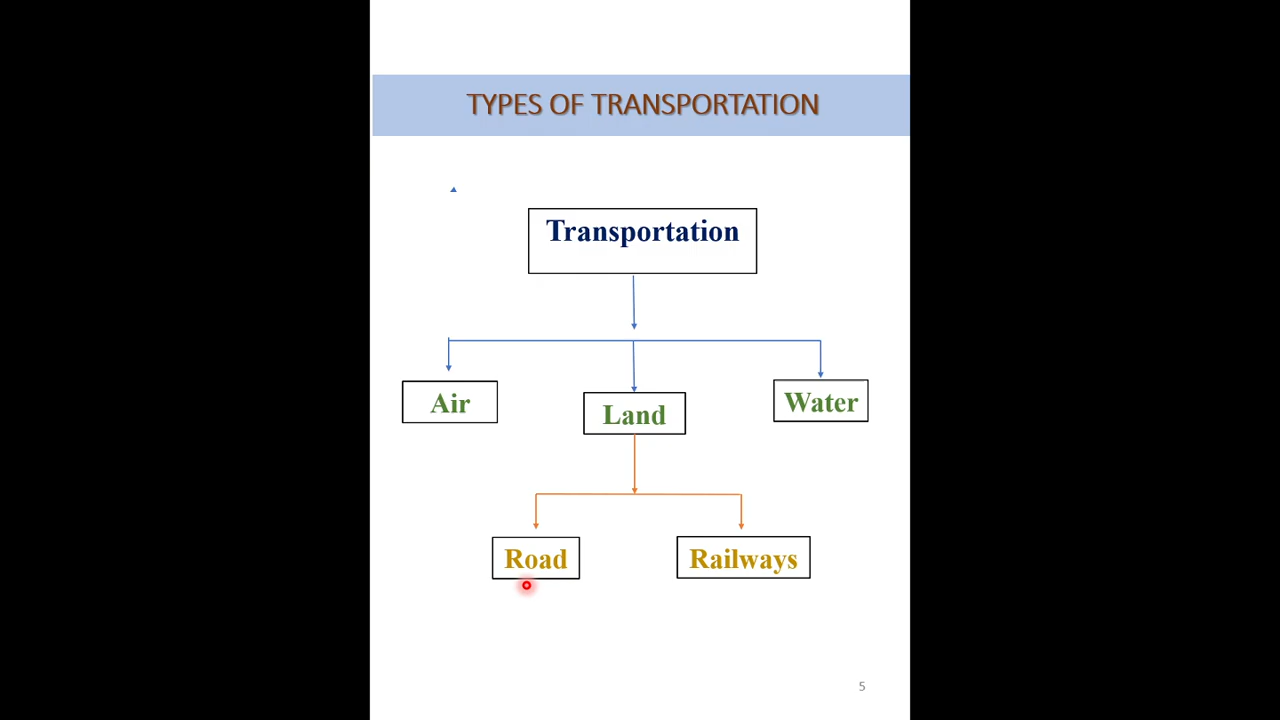 TYPES OF TRANSPORTATION
Transportation
Air
Land
Water
Road
Railways
5